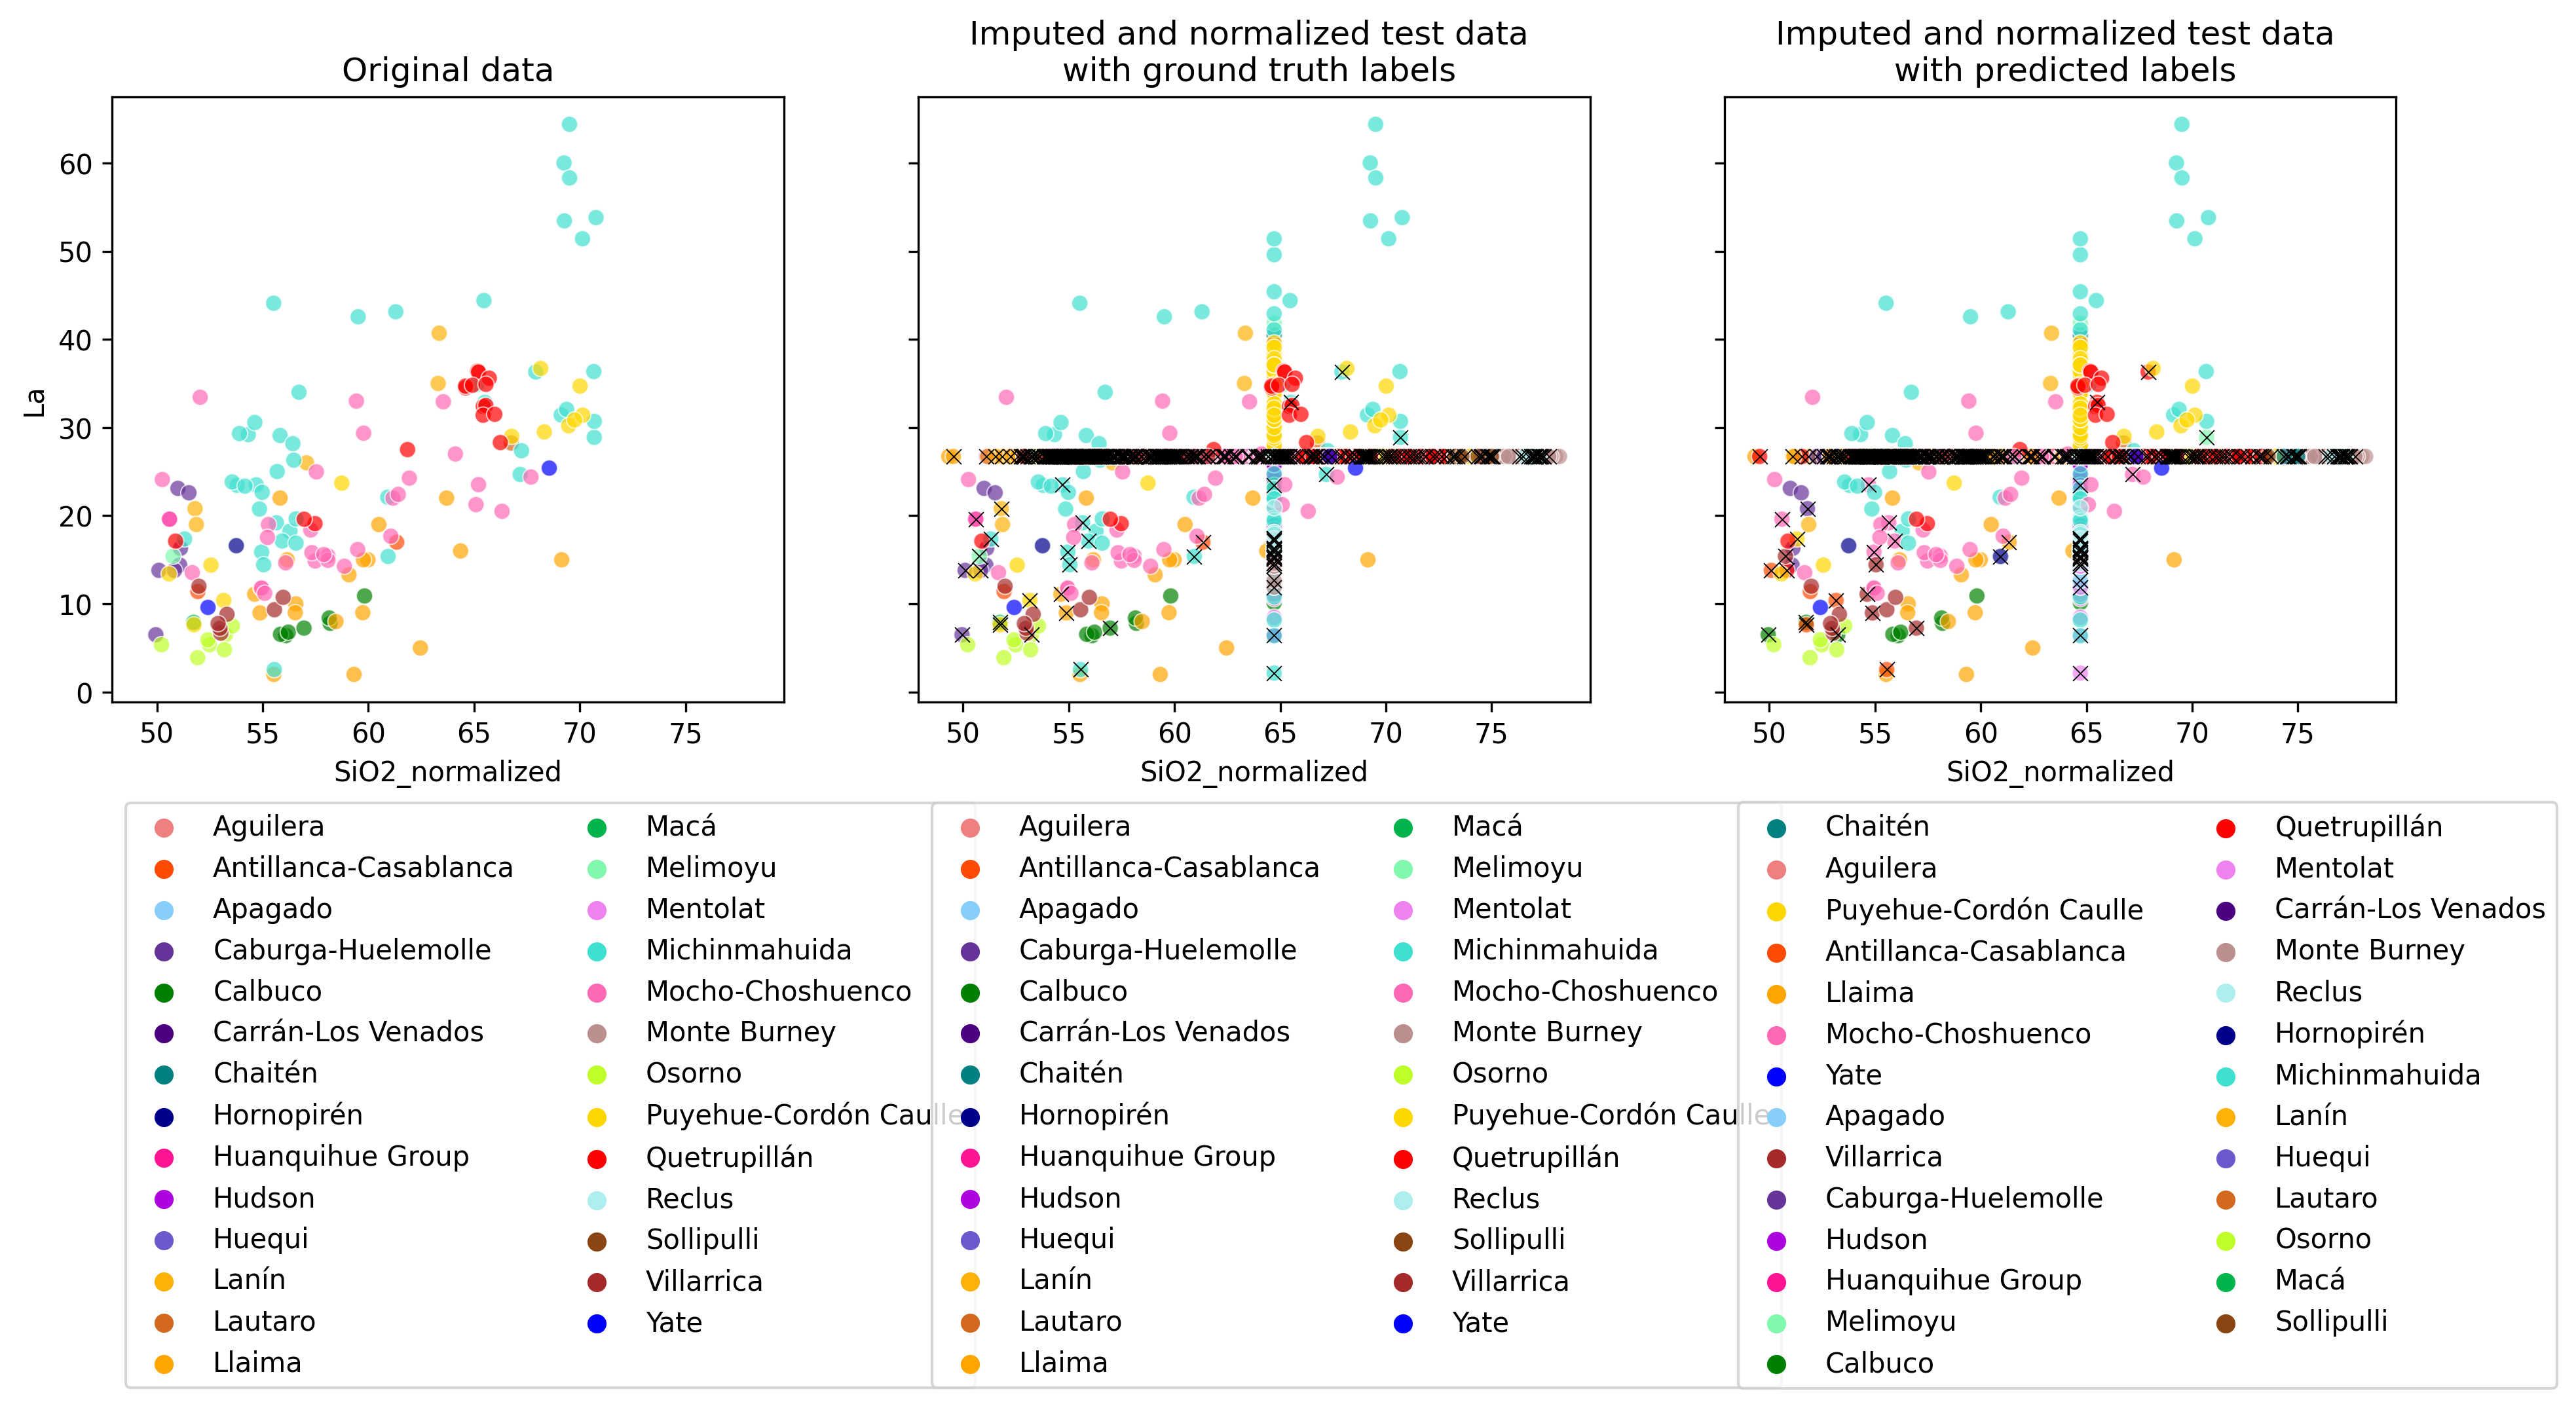 Original data
Imputed and normalized test data
with ground truth labels
Imputed and normalized test data
with predicted labels
La
60
50
40
30
20
10
0
50 55 60 65 70 75
SiO2_normalized
50 55 60 65 70 75
SiO2_normalized
50 55 60 65 70 75
SiO2_normalized
Aguilera
Antillanca-Casablanca
Apagado
Caburga-Huelemolle
Calbuco
Carrán-Los Venados
Chaitén
Hornopirén
Huanquihue Group
Hudson
Huequi
Lanín
Lautaro
Llaima
Macá
Melimoyu
Mentolat
Michinmahuida
Mocho-Choshuenco
Monte Burney
Osorno
Puyehue-Cordón Caulle
Quetrupillán
Reclus
Sollipulli
Villarrica
Yate
Aguilera
Antillanca-Casablanca
Apagado
Caburga-Huelemolle
Calbuco
Carrán-Los Venados
Chaitén
Hornopirén
Huanquihue Group
Hudson
Huequi
Lanín
Lautaro
Llaima
Macá
Melimoyu
Mentolat
Michinmahuida
Mocho-Choshuenco
Monte Burney
Osorno
Puyehue-Cordón Caulle
Quetrupillán
Reclus
Sollipulli
Villarrica
Yate
Chaitén
Aguilera
Puyehue-Cordón Caulle
Antillanca-Casablanca
Llaima
Mocho-Choshuenco
Yate
Apagado
Villarrica
Caburga-Huelemolle
Hudson
Huanquihue Group
Melimoyu
Calbuco
Quetrupillán
Mentolat
Carrán-Los Venados
Monte Burney
Reclus
Hornopirén
Michinmahuida
Lanín
Huequi
Lautaro
Osorno
Macá
Sollipulli